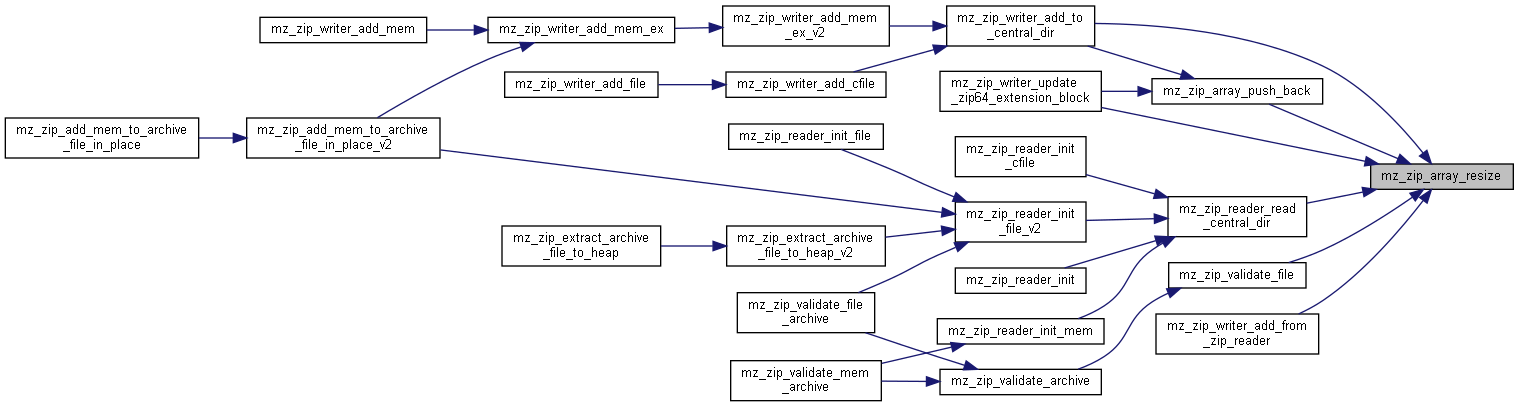 mz_zip_writer_add_mem
mz_zip_writer_add_mem_ex
mz_zip_writer_add_mem
_ex_v2
mz_zip_writer_add_to
_central_dir
mz_zip_writer_add_file
mz_zip_writer_add_cfile
mz_zip_writer_update
_zip64_extension_block
mz_zip_array_push_back
mz_zip_add_mem_to_archive
_file_in_place
mz_zip_add_mem_to_archive
_file_in_place_v2
mz_zip_reader_init_file
mz_zip_reader_init
_cfile
mz_zip_array_resize
mz_zip_reader_init
_file_v2
mz_zip_reader_read
_central_dir
mz_zip_extract_archive
_file_to_heap
mz_zip_extract_archive
_file_to_heap_v2
mz_zip_reader_init
mz_zip_validate_file
mz_zip_validate_file
_archive
mz_zip_reader_init_mem
mz_zip_writer_add_from
_zip_reader
mz_zip_validate_mem
_archive
mz_zip_validate_archive